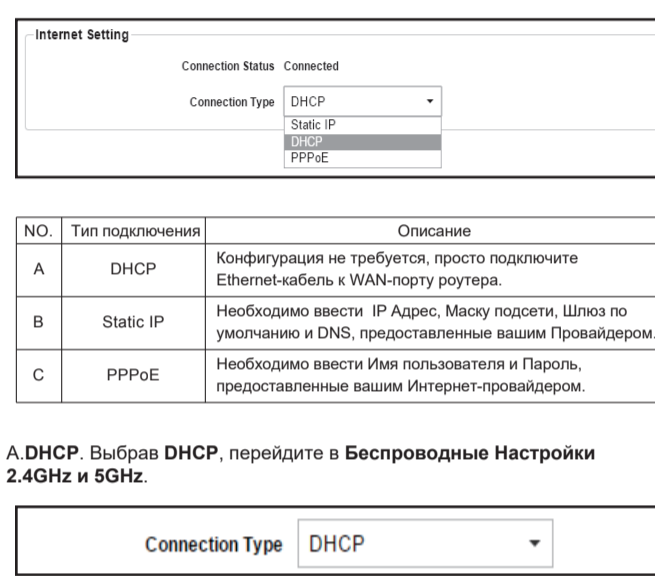 Internet Setting
Connection Status Connected
Connection Type DHCP
Static IP
DHCP
PPPoE
NO. Тип подключения Описание
A DHCP Конфигурация не требуется, просто подключите
Ethernet-кабель к WAN-порту роутера.
B Static IP Необходимо ввести IP Адрес, Маску подсети, Шлюз по
умолчанию и DNS, предоставленные вашим Провайдером.
C PPPoE Необходимо ввести Имя пользователя и Пароль,
предоставленные вашим Интернет-провайдером.
A.DHCP. Выбрав DHCP, перейдите в Беспроводные Настройки
2.4GHz и 5GHz.
Connection Type DHCP